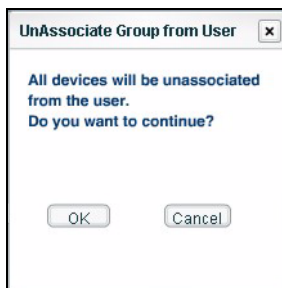 UnAssociate Group from User
All devices will be unassociated
from the user.
Do you want to continue?
OK
Cancel